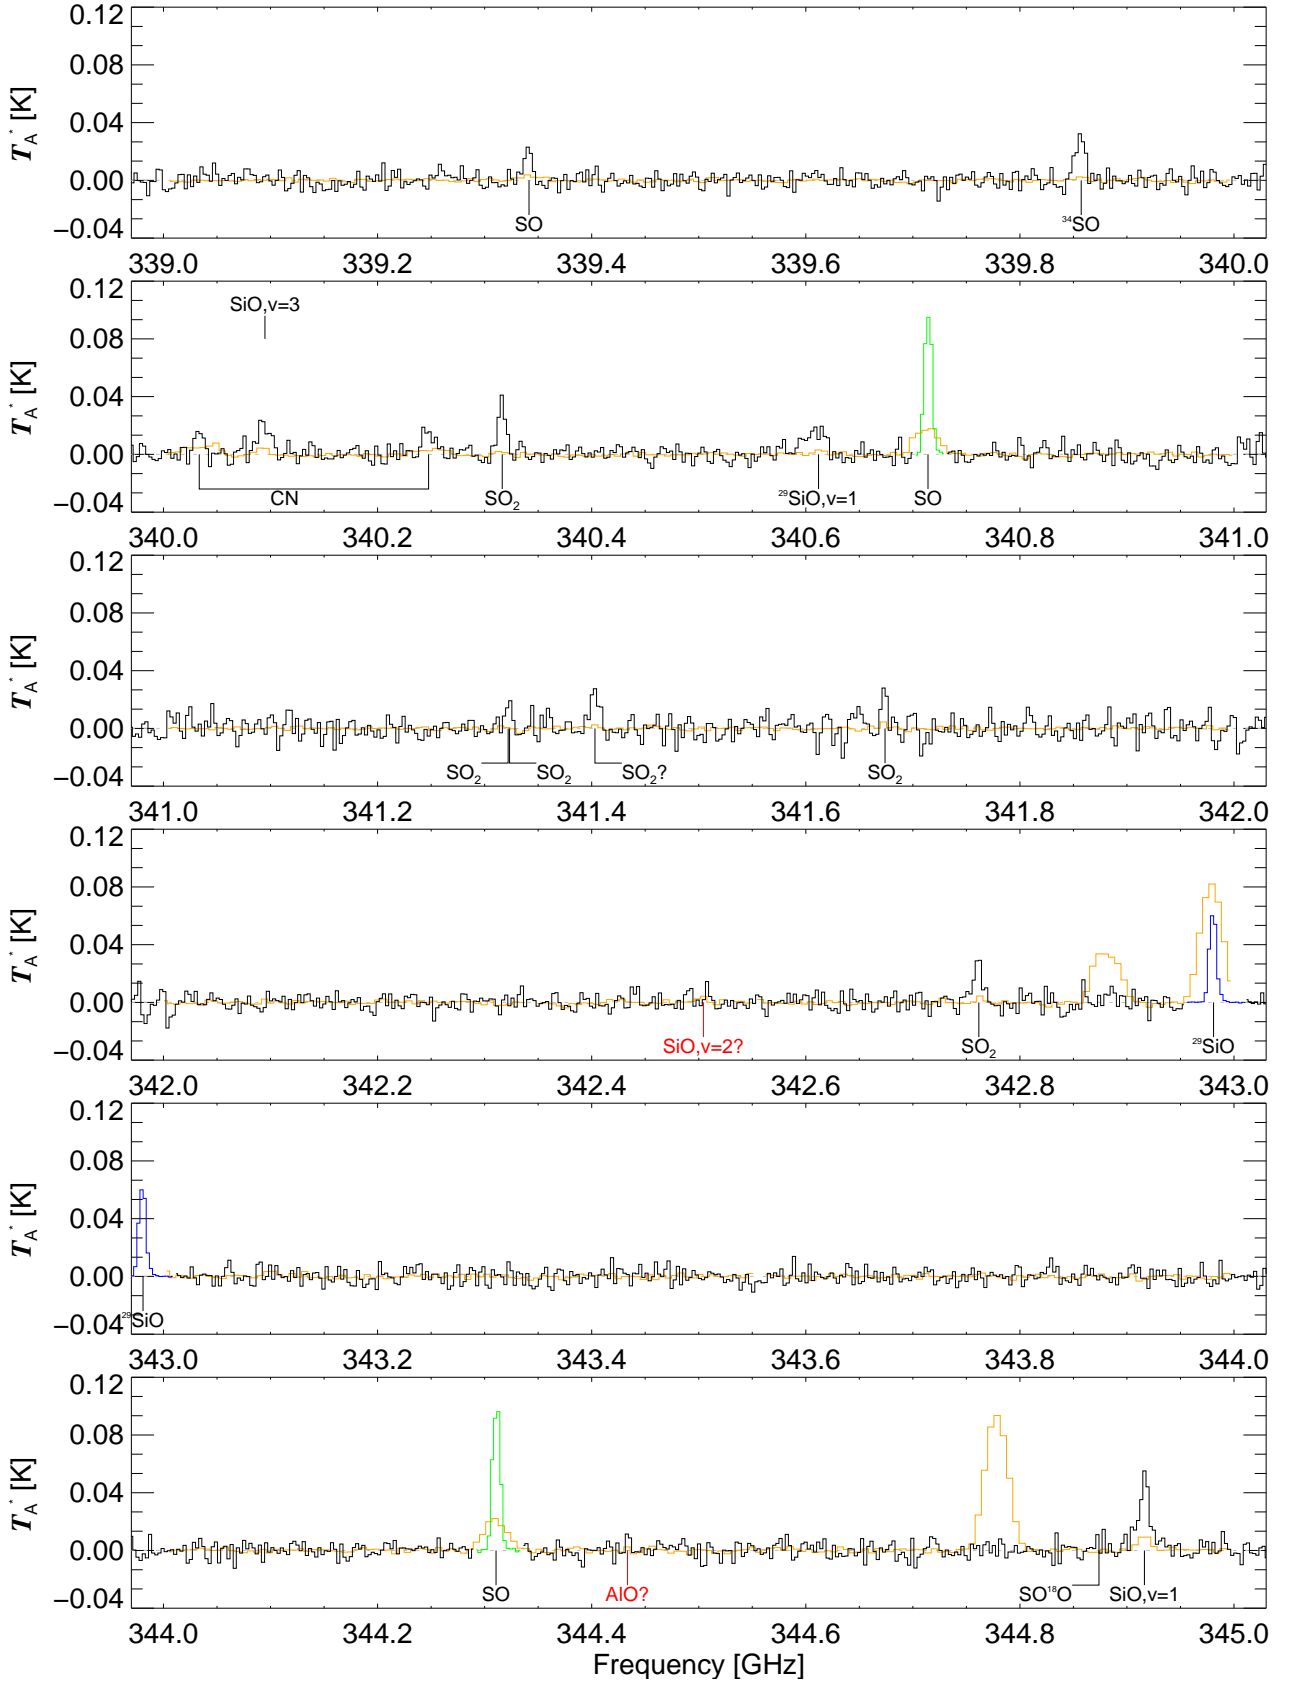 0.12
0.08
0.04
0.00
−0.04
T_A^* [K]
SO
³⁴SO
339.0 339.2 339.4 339.6 339.8 340.0
0.12
0.08
0.04
0.00
−0.04
T_A^* [K]
SiO,v=3
CN
SO₂
²⁹SiO,v=1
SO
340.0 340.2 340.4 340.6 340.8 341.0
0.12
0.08
0.04
0.00
−0.04
T_A^* [K]
SO₂ SO₂ SO₂? SO₂
341.0 341.2 341.4 341.6 341.8 342.0
0.12
0.08
0.04
0.00
−0.04
T_A^* [K]
SiO,v=2? SO₂ ²⁹SiO
342.0 342.2 342.4 342.6 342.8 343.0
0.12
0.08
0.04
0.00
−0.04
T_A^* [K]
²⁹SiO
343.0 343.2 343.4 343.6 343.8 344.0
0.12
0.08
0.04
0.00
−0.04
T_A^* [K]
SO AlO? SO¹⁸O SiO,v=1
344.0 344.2 344.4 344.6 344.8 345.0
Frequency [GHz]